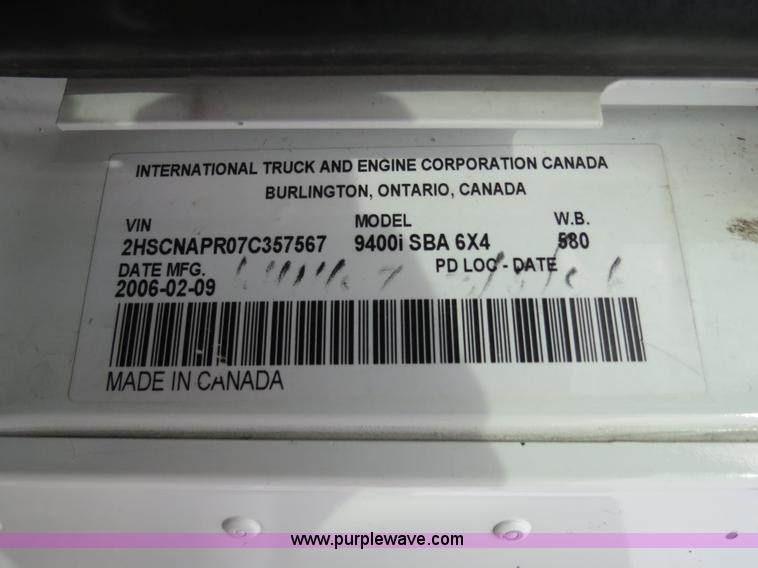 INTERNATIONAL TRUCK AND ENGINE CORPORATION CANADA
BURLINGTON, ONTARIO, CANADA
VIN MODEL W.B.
2HSCNAPR07C357567 9400i SBA 6X4 580
DATE MFG. PD LOC - DATE
2006-02-09
MADE IN CANADA
www.purplewave.com